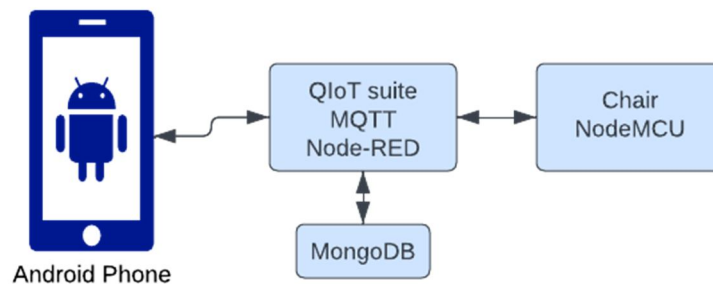 QIoT suite
MQTT
Node-RED
Chair
NodeMCU
MongoDB
Android Phone